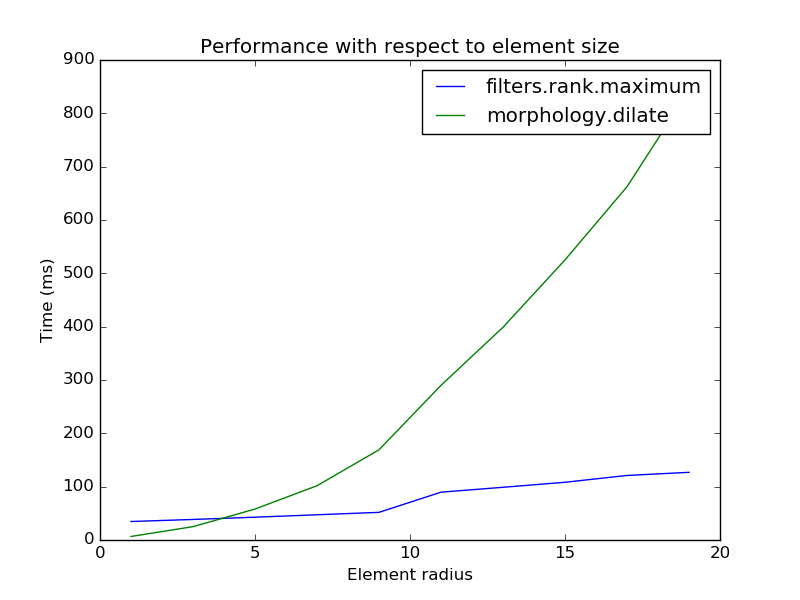 Performance with respect to element size
filters.rank.maximum
morphology.dilate
900
800
700
600
500
400
300
200
100
0
Time (ms)
0 5 10 15 20
Element radius